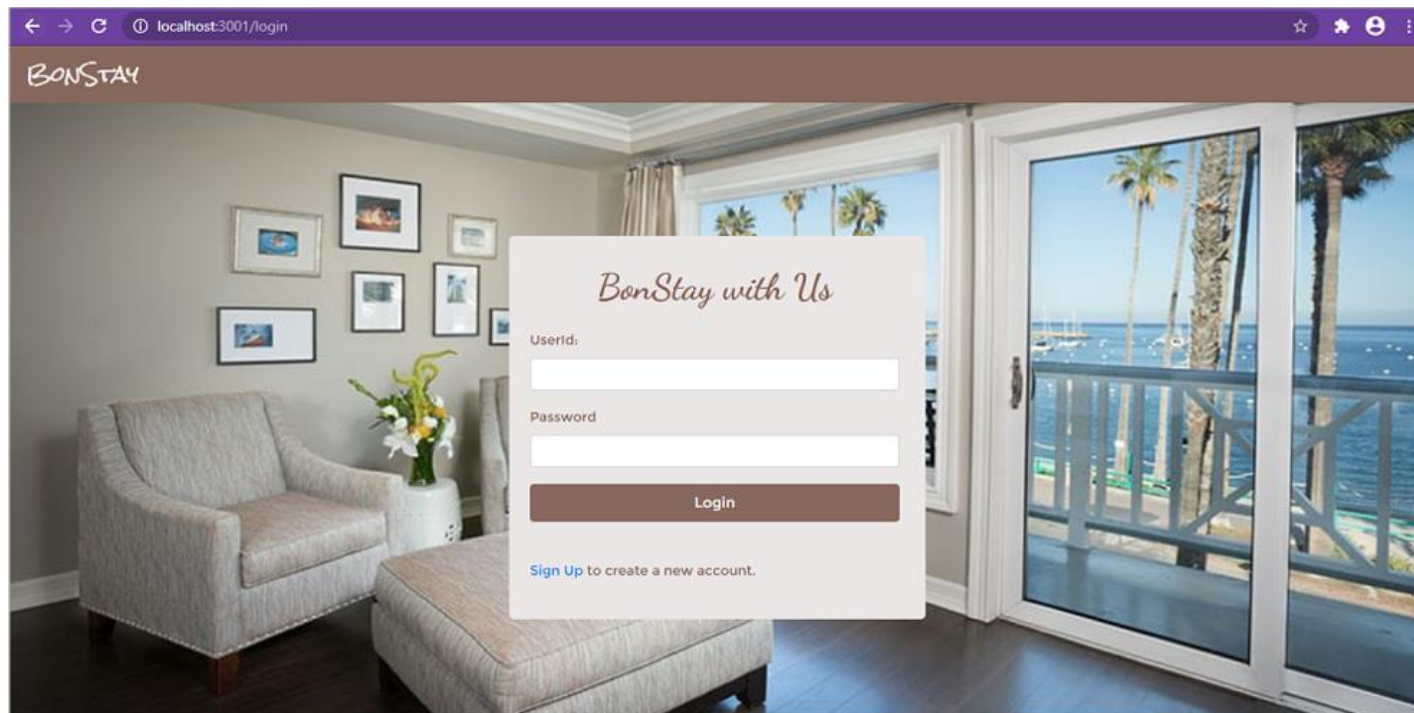 localhost:3001/login
BONSTAY
BonStay with Us
UserId:
Password
Login
Sign Up to create a new account.